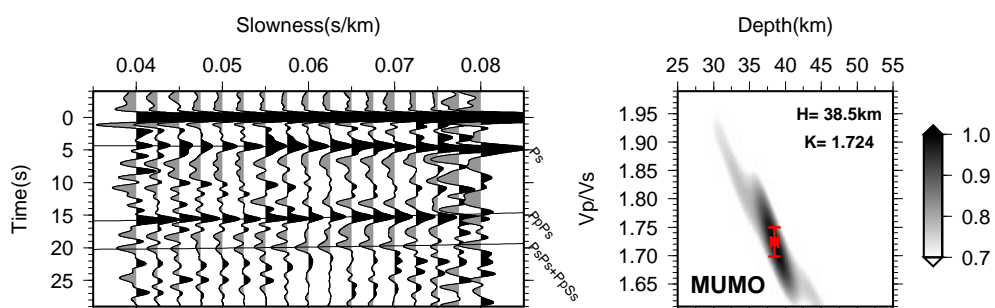 Slowness(s/km)
0.04 0.05 0.06 0.07 0.08
Time(s)
0
5
10
15
20
25
Ps
PpPs
PsPs+PpSs
Depth(km)
25 30 35 40 45 50 55
Vp/Vs
1.95
1.90
1.85
1.80
1.75
1.70
1.65
H= 38.5km
K= 1.724
MUMO
1.0
0.9
0.8
0.7